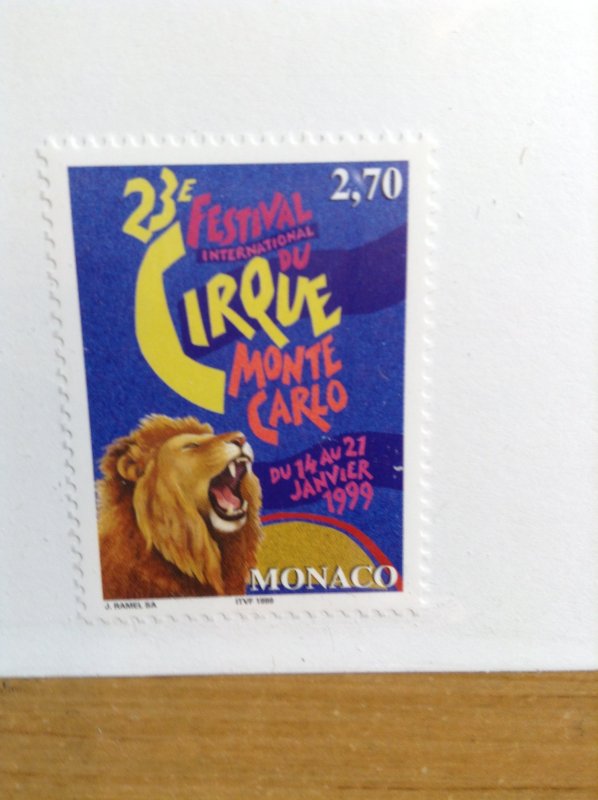 2,70
23E
FESTIVAL
INTERNATIONAL
DU
CIRQUE
MONTE
CARLO
DU 14 AU 21
JANVIER
1999
MONACO
J. RAMEL SA
ITVF 1998